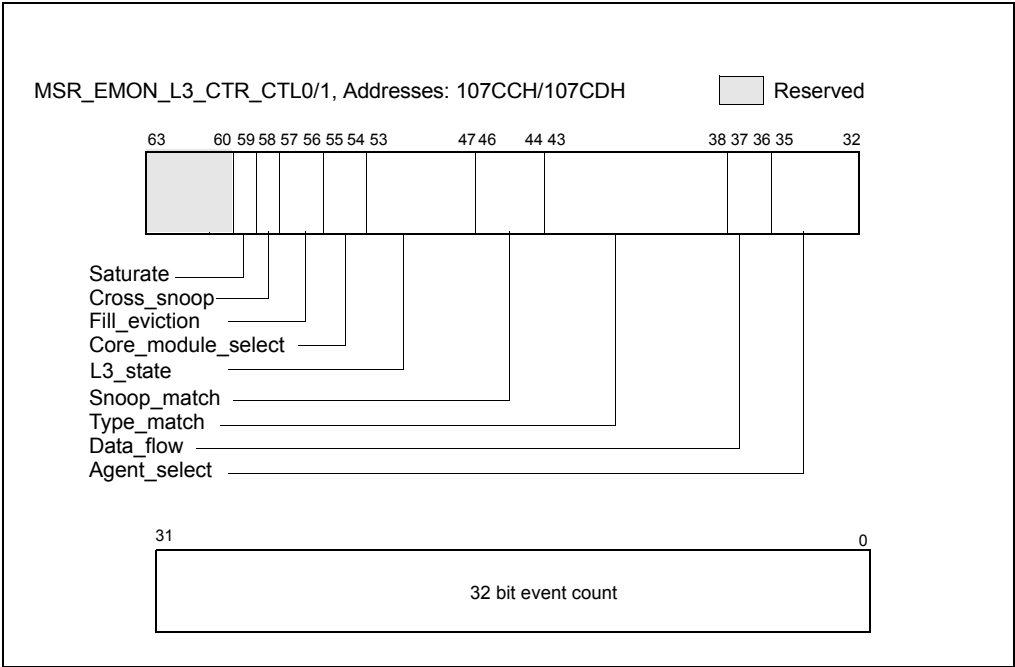 MSR_EMON_L3_CTR_CTL0/1, Addresses: 107CCH/107CDH Reserved
63 60 59 58 57 56 55 54 53 47 46 44 43 38 37 36 35 32
Saturate
Cross_snoop
Fill_eviction
Core_module_select
L3_state
Snoop_match
Type_match
Data_flow
Agent_select
31 0
32 bit event count